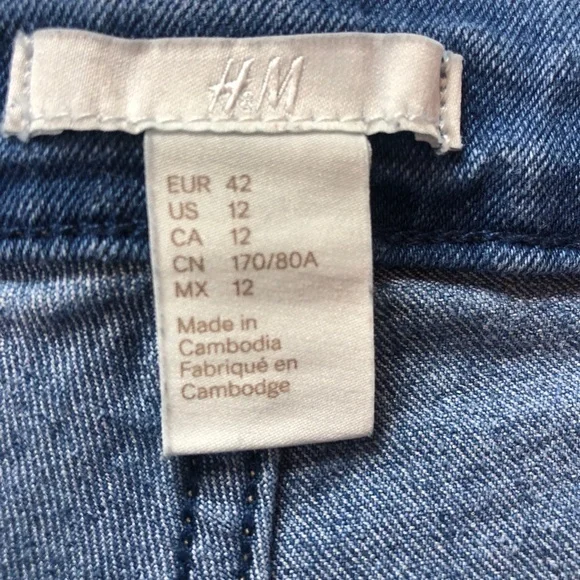 H&M
EUR 42
US 12
CA 12
CN 170/80A
MX 12
Made in
Cambodia
Fabriqué en
Cambodge